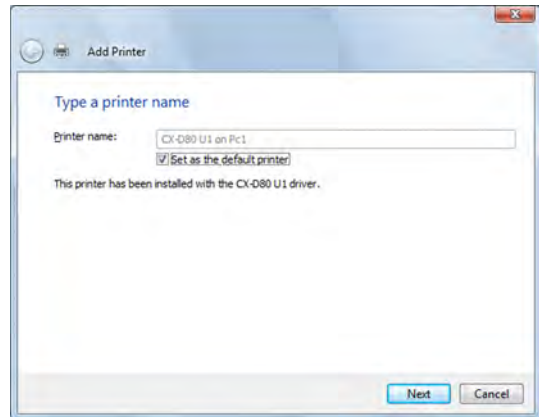 Add Printer
Type a printer name
Printer name: CX-D80 U1 on Pc1
Set as the default printer
This printer has been installed with the CX-D80 U1 driver.
Next Cancel